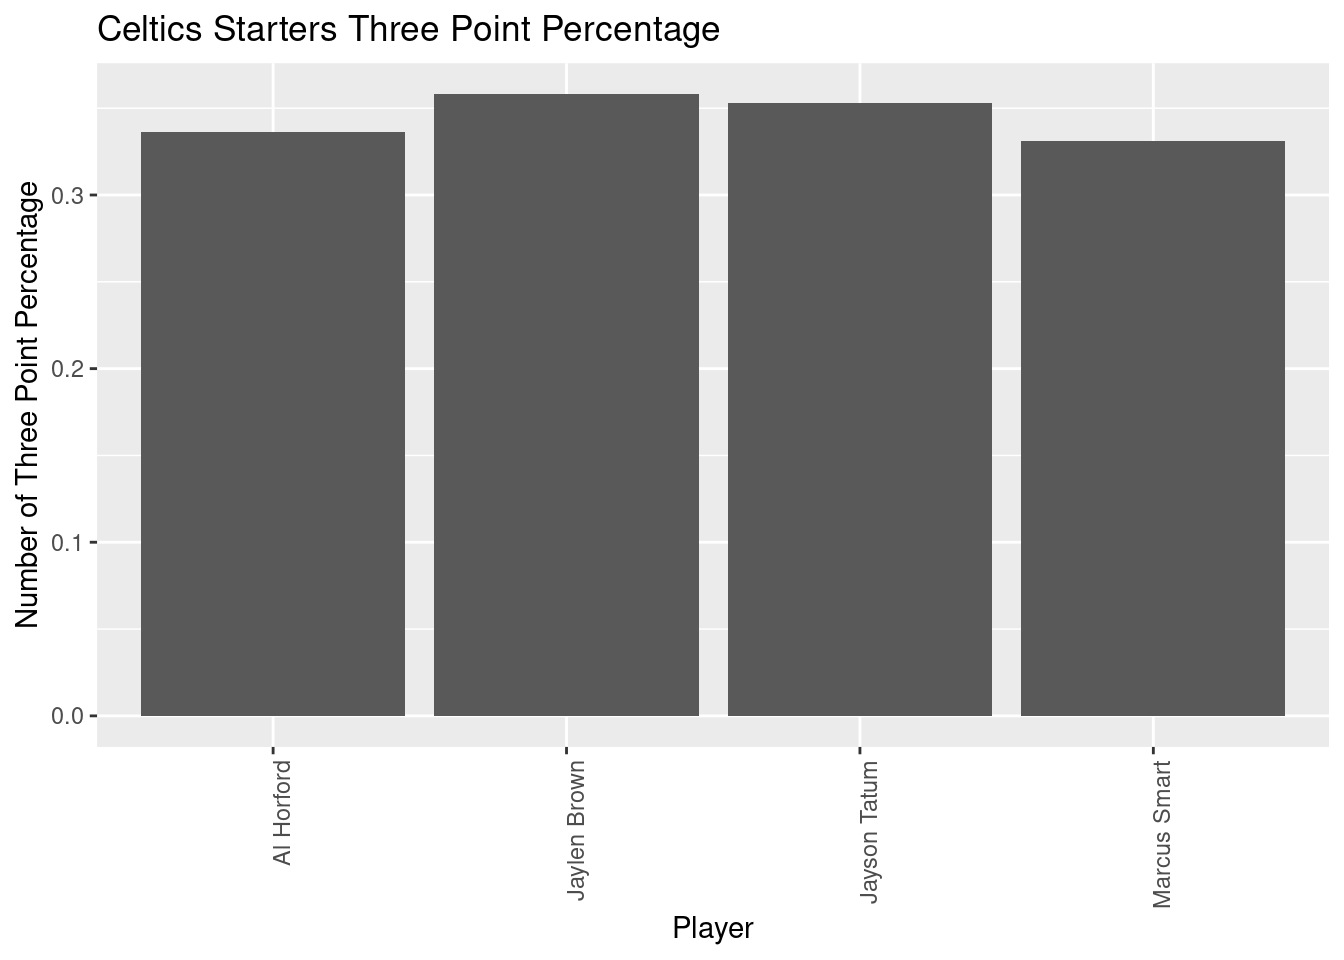 Celtics Starters Three Point Percentage
Number of Three Point Percentage
0.3
0.2
0.1
0.0
Al Horford
Jaylen Brown
Jayson Tatum
Marcus Smart
Player